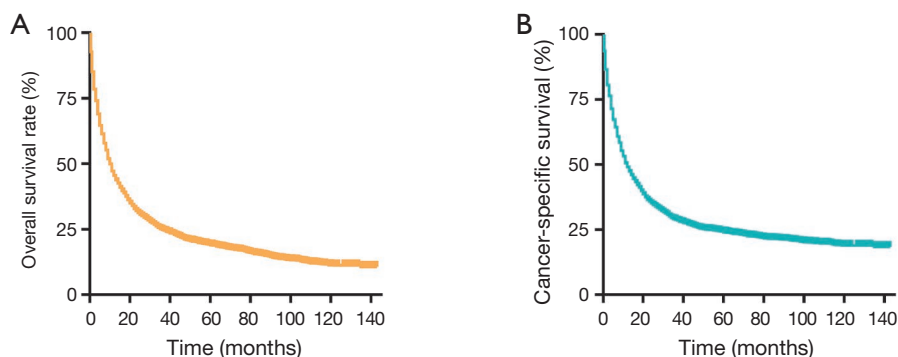 A
Overall survival rate (%)
100
75
50
25
0
0 20 40 60 80 100 120 140
Time (months)
B
Cancer-specific survival (%)
100
75
50
25
0
0 20 40 60 80 100 120 140
Time (months)